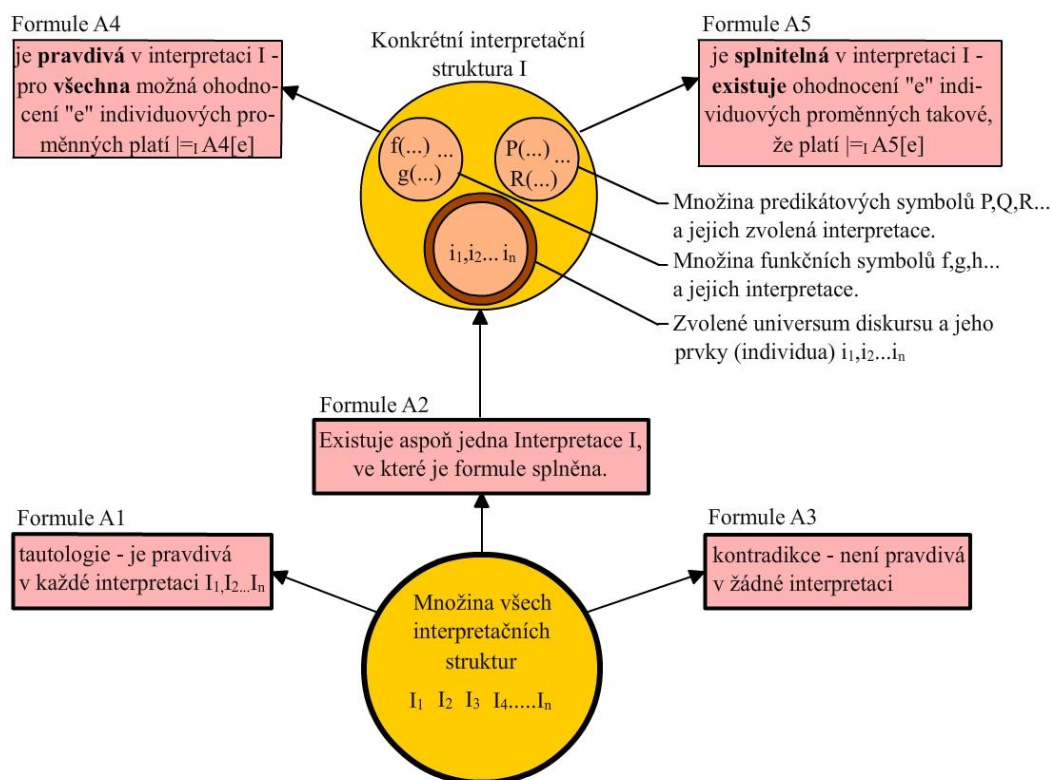 Formule A4
je pravdivá v interpretaci I -
pro všechna možná ohodno-
cení "e" individuových pro-
měnných platí |=I A4[e]
Konkrétní interpretační
struktura I
Formule A5
je splnitelná v interpretaci I -
existuje ohodnocení "e" indi-
viduových proměnných takové,
že platí |=I A5[e]
f(...) ...
g(...)
P(...) ...
R(...)
i1,i2... in
Množina predikátových symbolů P,Q,R...
a jejich zvolená interpretace.
Množina funkčních symbolů f,g,h...
a jejich interpretace.
Zvolené universum diskursu a jeho
prvky (individua) i1,i2...in
Formule A2
Existuje aspoň jedna Interpretace I,
ve které je formule splněna.
Formule A1
tautologie - je pravdivá
v každé interpretaci I1,I2...In
Formule A3
kontradikce - není pravdivá
v žádné interpretaci
Množina všech
interpretačních
struktur
I1 I2 I3 I4.....In